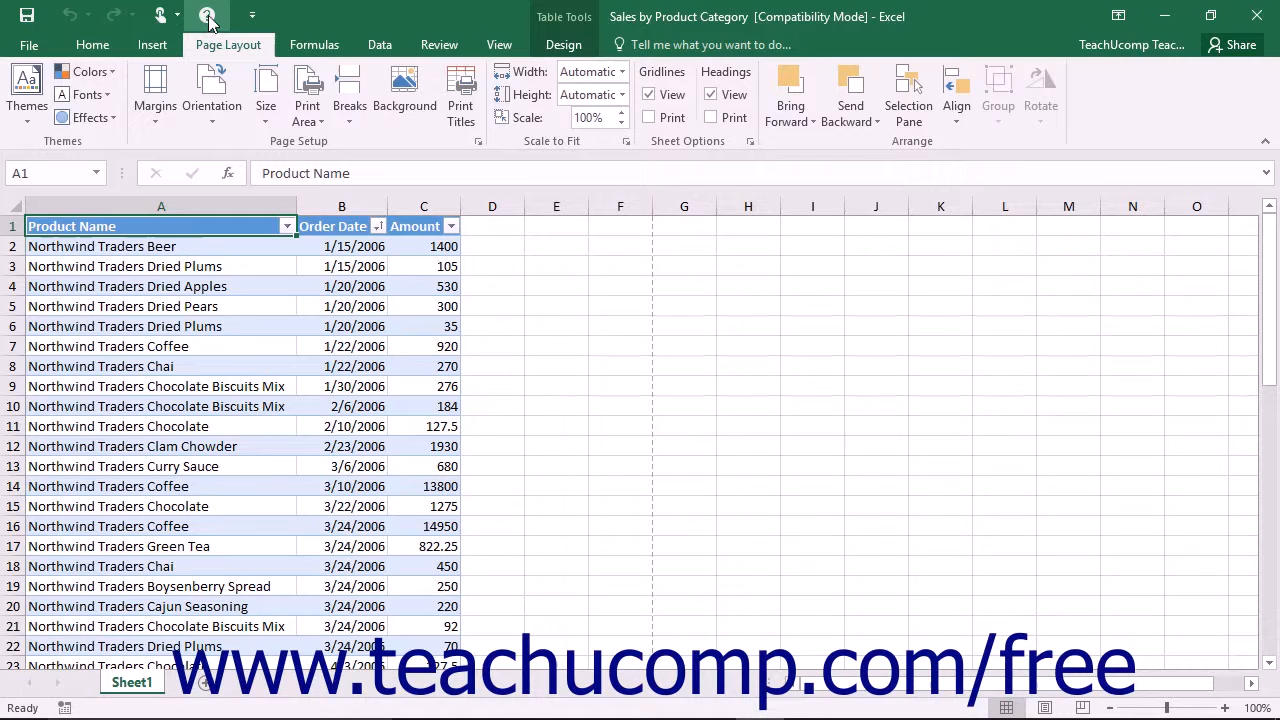 Table Tools
Sales by Product Category [Compatibility Mode] - Excel
File Home Insert Page Layout Formulas Data Review View Design Tell me what you want to do... TeachUcomp Teac... Share
Themes Colors Fonts Effects
Margins Orientation Size Print Area Breaks Background Print Titles
Width: Automatic
Height: Automatic
Scale: 100%
Gridlines View Print
Headings View Print
Bring Forward Send Backward Selection Pane Align Group Rotate
Themes Page Setup Scale to Fit Sheet Options Arrange
A1 fx Product Name
A B C D E F G H I J K L M N O
1 Product Name Order Date Amount
2 Northwind Traders Beer 1/15/2006 1400
3 Northwind Traders Dried Plums 1/15/2006 105
4 Northwind Traders Dried Apples 1/20/2006 530
5 Northwind Traders Dried Pears 1/20/2006 300
6 Northwind Traders Dried Plums 1/20/2006 35
7 Northwind Traders Coffee 1/22/2006 920
8 Northwind Traders Chai 1/22/2006 270
9 Northwind Traders Chocolate Biscuits Mix 1/30/2006 276
10 Northwind Traders Chocolate Biscuits Mix 2/6/2006 184
11 Northwind Traders Chocolate 2/10/2006 127.5
12 Northwind Traders Clam Chowder 2/23/2006 1930
13 Northwind Traders Curry Sauce 3/6/2006 680
14 Northwind Traders Coffee 3/10/2006 13800
15 Northwind Traders Chocolate 3/22/2006 1275
16 Northwind Traders Coffee 3/24/2006 14950
17 Northwind Traders Green Tea 3/24/2006 822.25
18 Northwind Traders Chai 3/24/2006 450
19 Northwind Traders Boysenberry Spread 3/24/2006 250
20 Northwind Traders Cajun Seasoning 3/24/2006 220
21 Northwind Traders Chocolate Biscuits Mix 3/24/2006 92
22 Northwind Traders Dried Plums 3/24/2006 70
23 Northwind Traders
www.teachucomp.com/free
Sheet1
Ready 100%